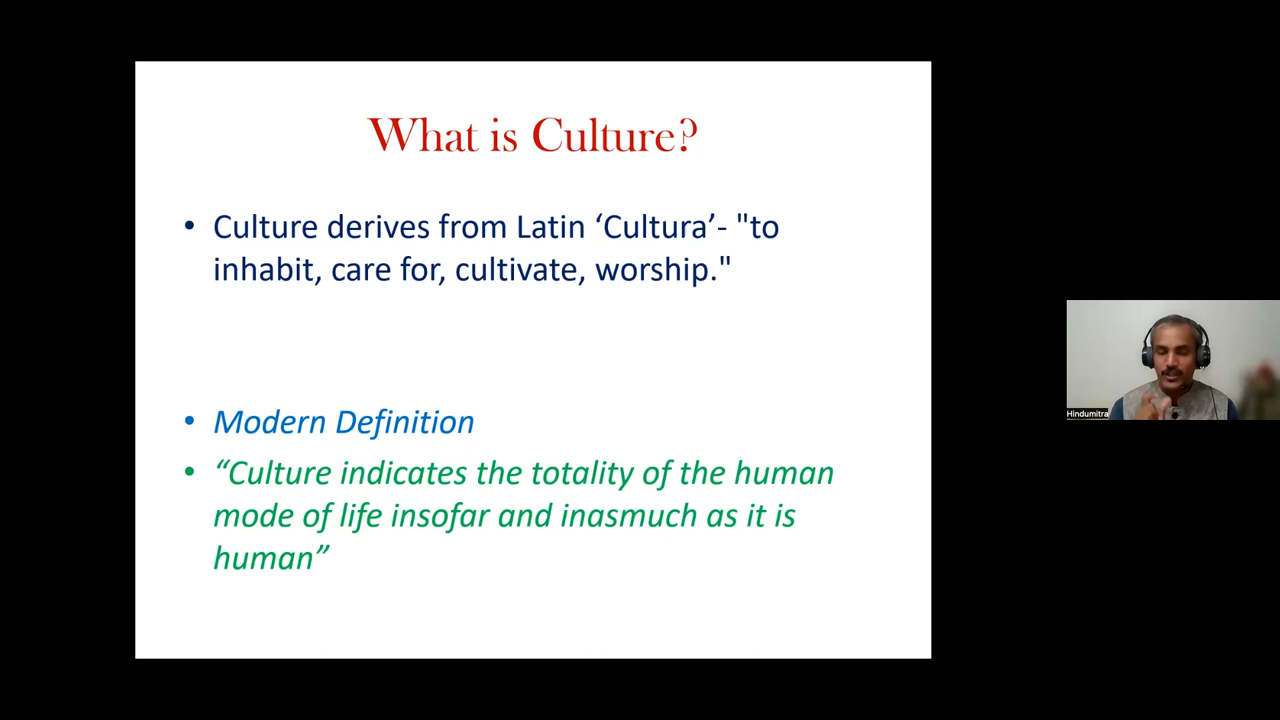 What is Culture?
• Culture derives from Latin ‘Cultura’- "to
inhabit, care for, cultivate, worship."
• Modern Definition
• “Culture indicates the totality of the human
mode of life insofar and inasmuch as it is
human”
Hindumitra